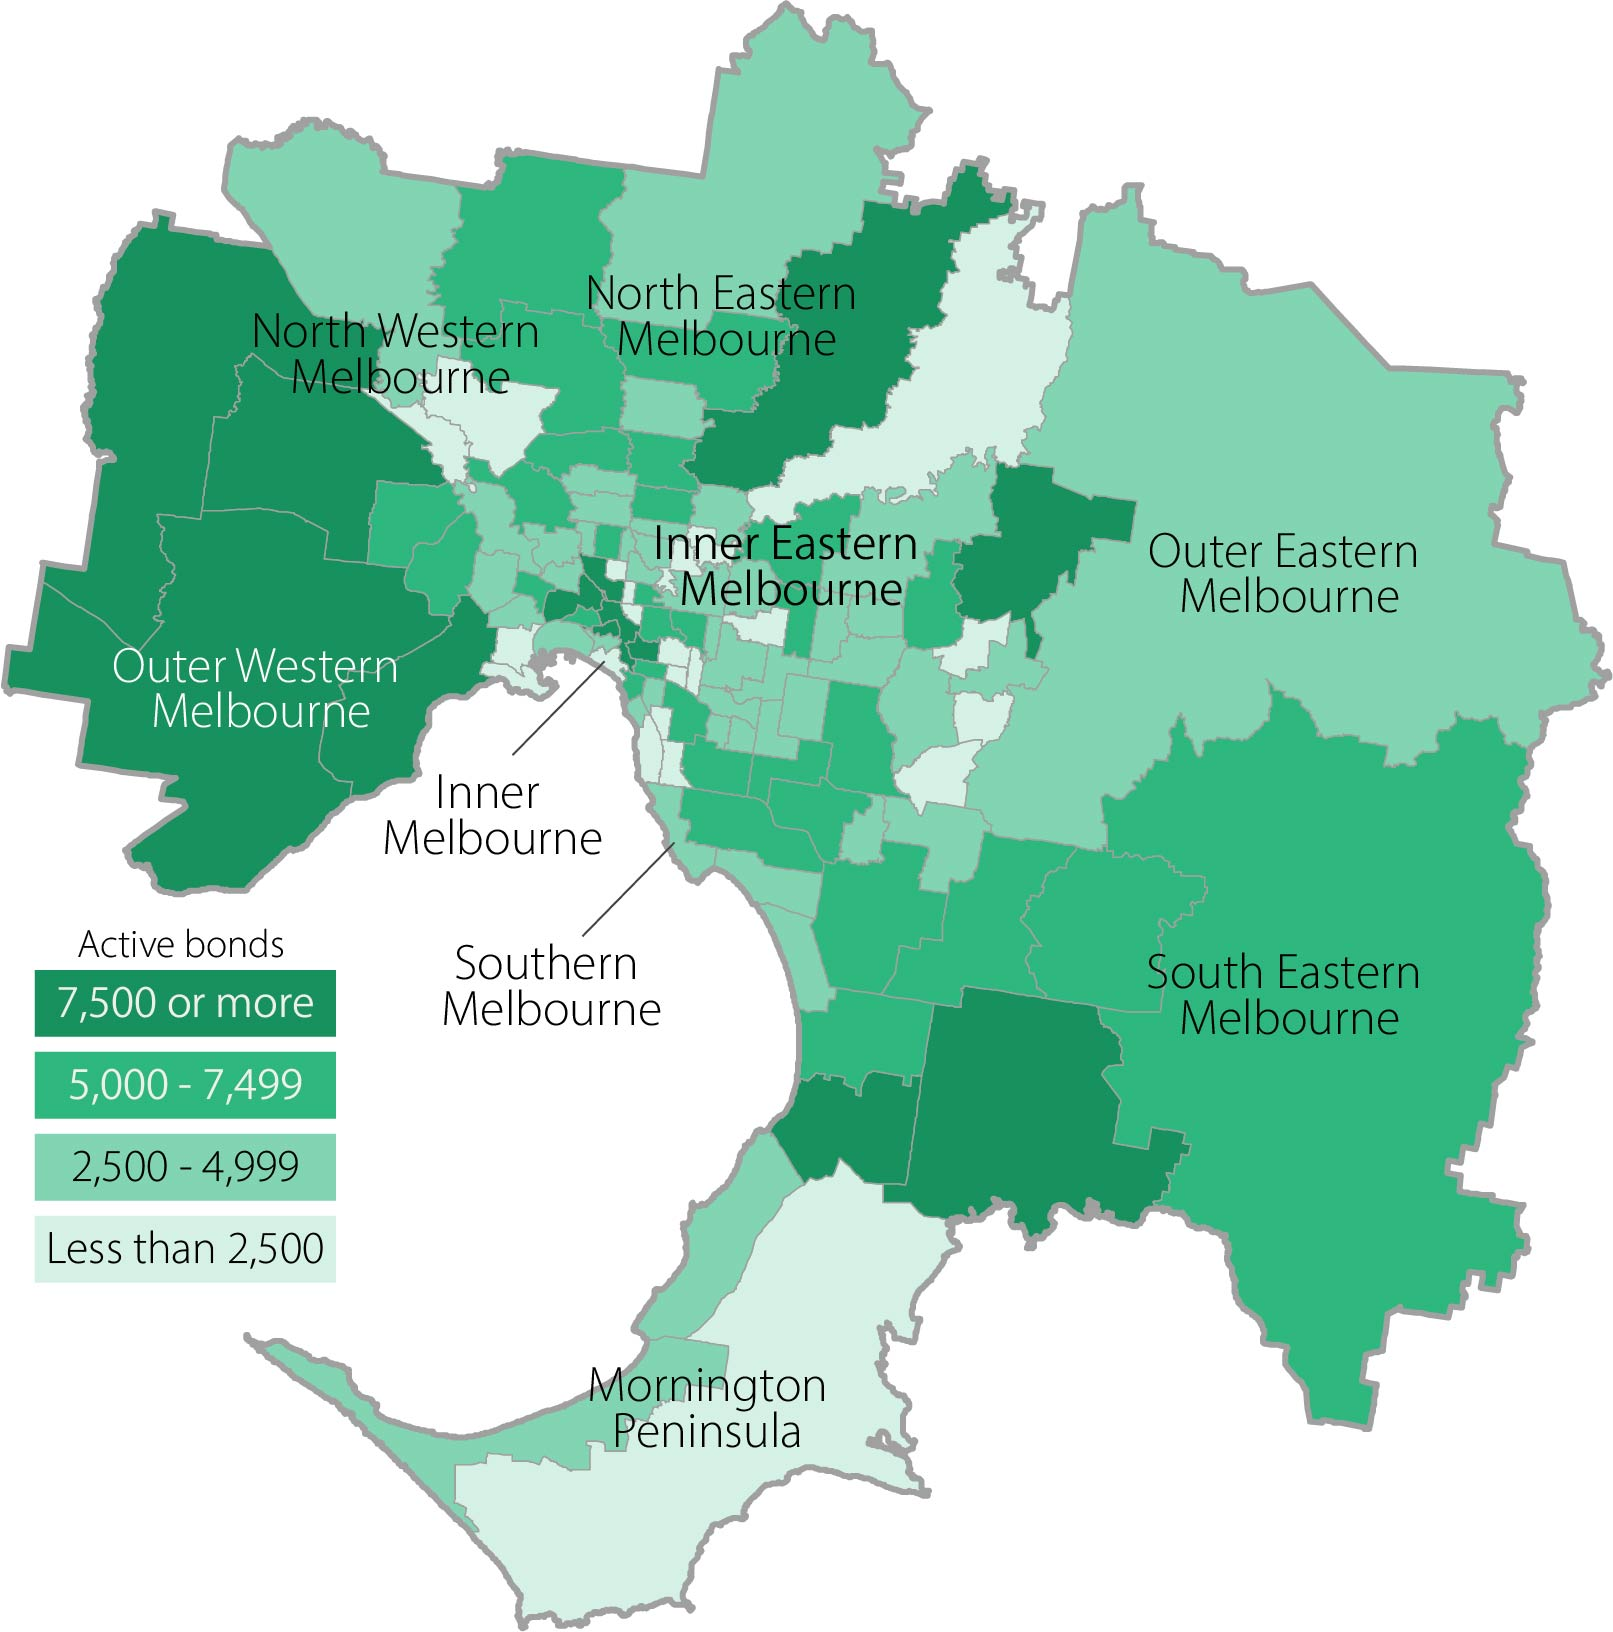 North Eastern
Melbourne
North Western
Melbourne
Inner Eastern
Melbourne
Outer Eastern
Melbourne
Outer Western
Melbourne
Inner
Melbourne
Southern
Melbourne
South Eastern
Melbourne
Mornington
Peninsula
Active bonds
7,500 or more
5,000 - 7,499
2,500 - 4,999
Less than 2,500